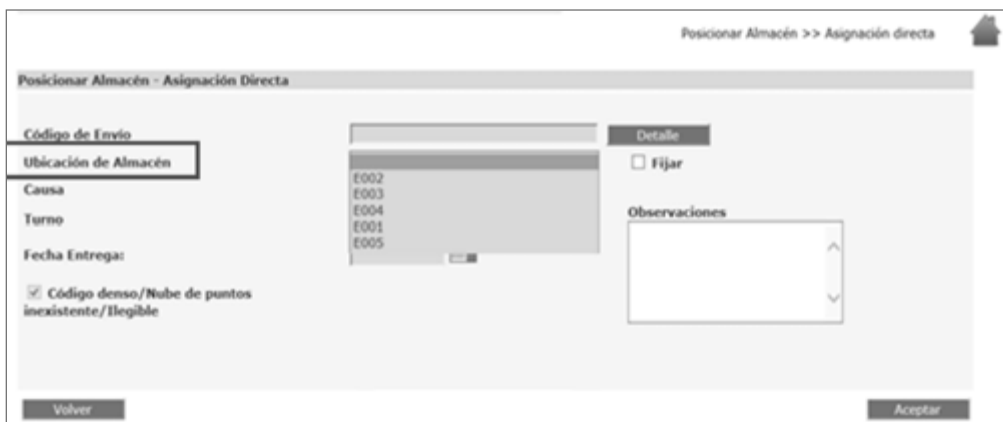 Posicionar Almacén >> Asignación directa
Posicionar Almacén - Asignación Directa
Código de Envío
Detalle
Ubicación de Almacén
Fijar
E002
Causa
E003
E004
Turno
Observaciones
E001
E005
Fecha Entrega:
Código denso/Nube de puntos
inexistente/Ilegible
Volver
Aceptar